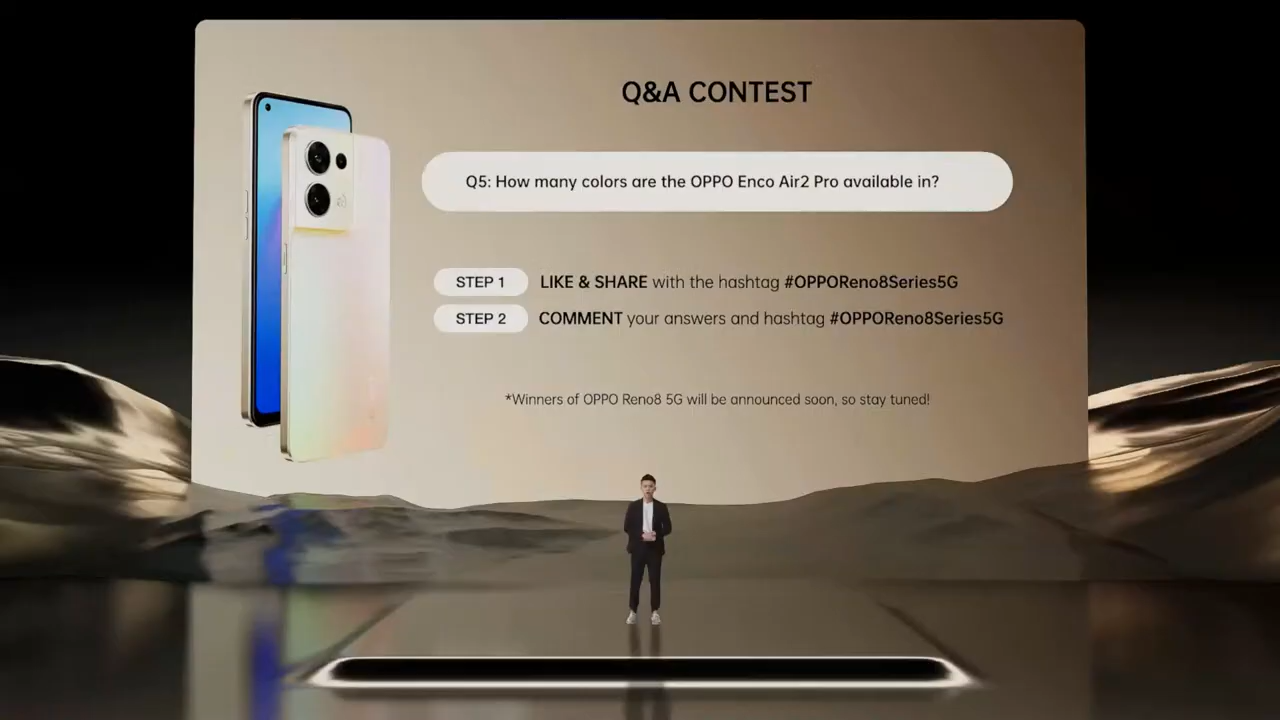 Q&A CONTEST
Q5: How many colors are the OPPO Enco Air2 Pro available in?
STEP 1 LIKE & SHARE with the hashtag #OPPOReno8Series5G
STEP 2 COMMENT your answers and hashtag #OPPOReno8Series5G
*Winners of OPPO Reno8 5G will be announced soon, so stay tuned!